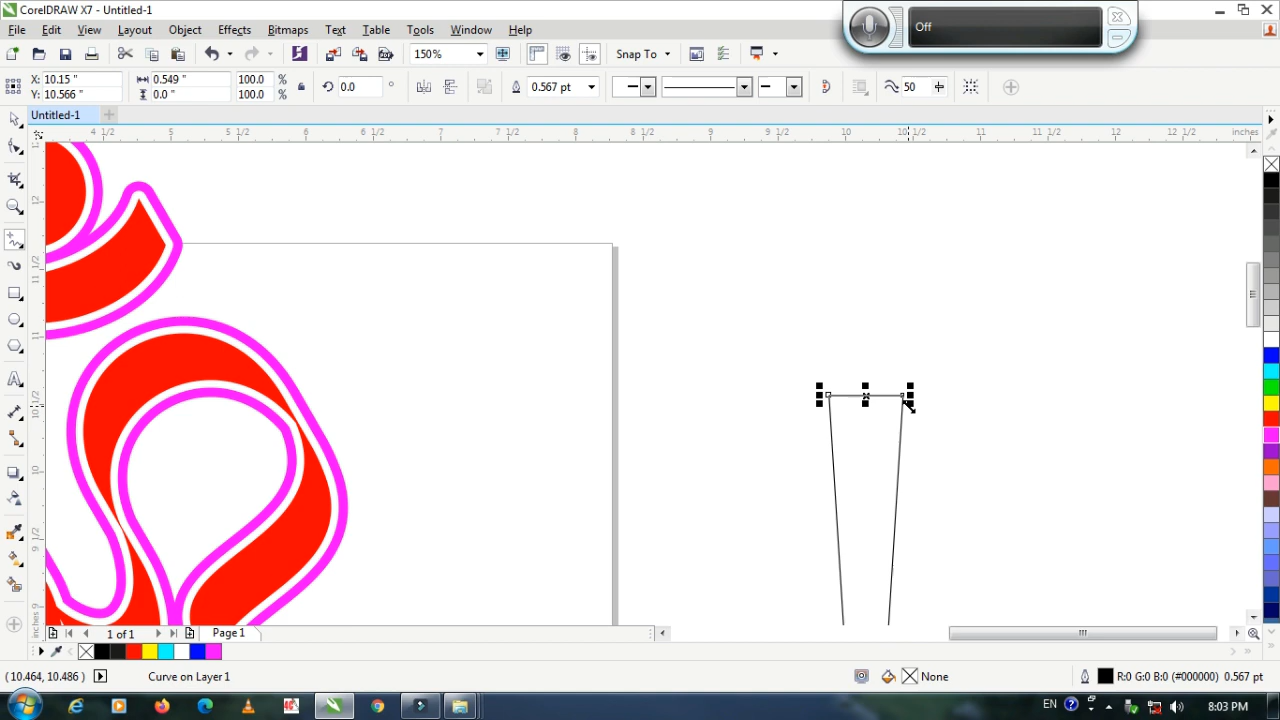 CorelDRAW X7 - Untitled-1
Off
File Edit View Layout Object Effects Bitmaps Text Table Tools Window Help
150% Snap To
X: 10.15 " 0.549 " 100.0 % 0.0 ° 0.567 pt 50
Y: 10.566 " 0.0 " 100.0 %
Untitled-1
4 1/2 5 5 1/2 6 6 1/2 7 7 1/2 8 8 1/2 9 9 1/2 10 10 1/2 11 11 1/2 12 12 1/2 inches
1 of 1 Page 1
(10.464, 10.486) Curve on Layer 1 None R:0 G:0 B:0 (#000000) 0.567 pt
EN 8:03 PM